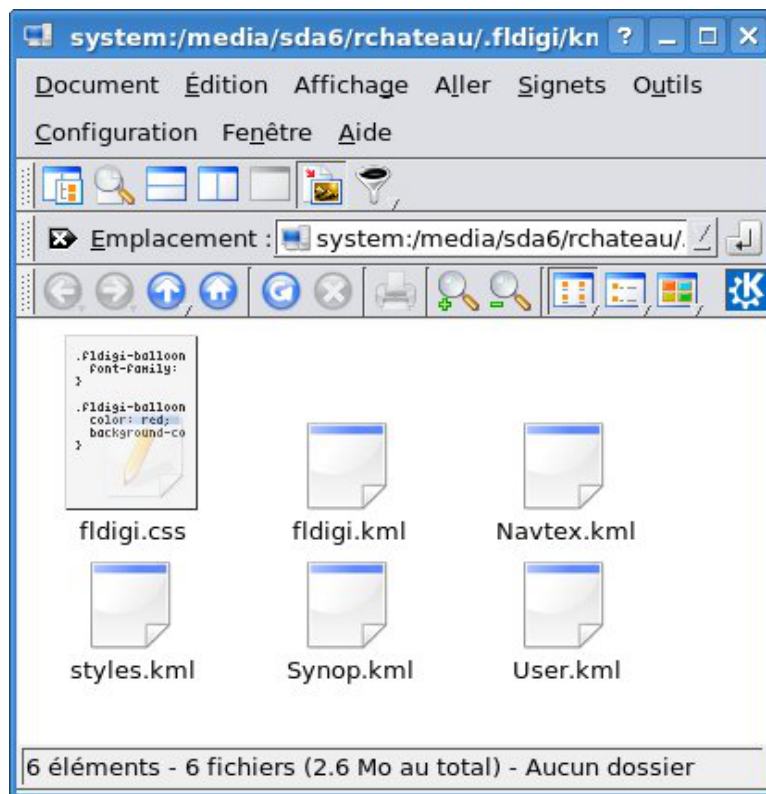 system:/media/sda6/rchateau/.fldigi/kn
Document Édition Affichage Aller Signets Outils
Configuration Fenêtre Aide
Emplacement : system:/media/sda6/rchateau/.
.fldigi-balloon
font-family:
}
.fldigi-balloon
color: red;
background-co
}
fldigi.css fldigi.kml Navtex.kml
styles.kml Synop.kml User.kml
6 éléments - 6 fichiers (2.6 Mo au total) - Aucun dossier